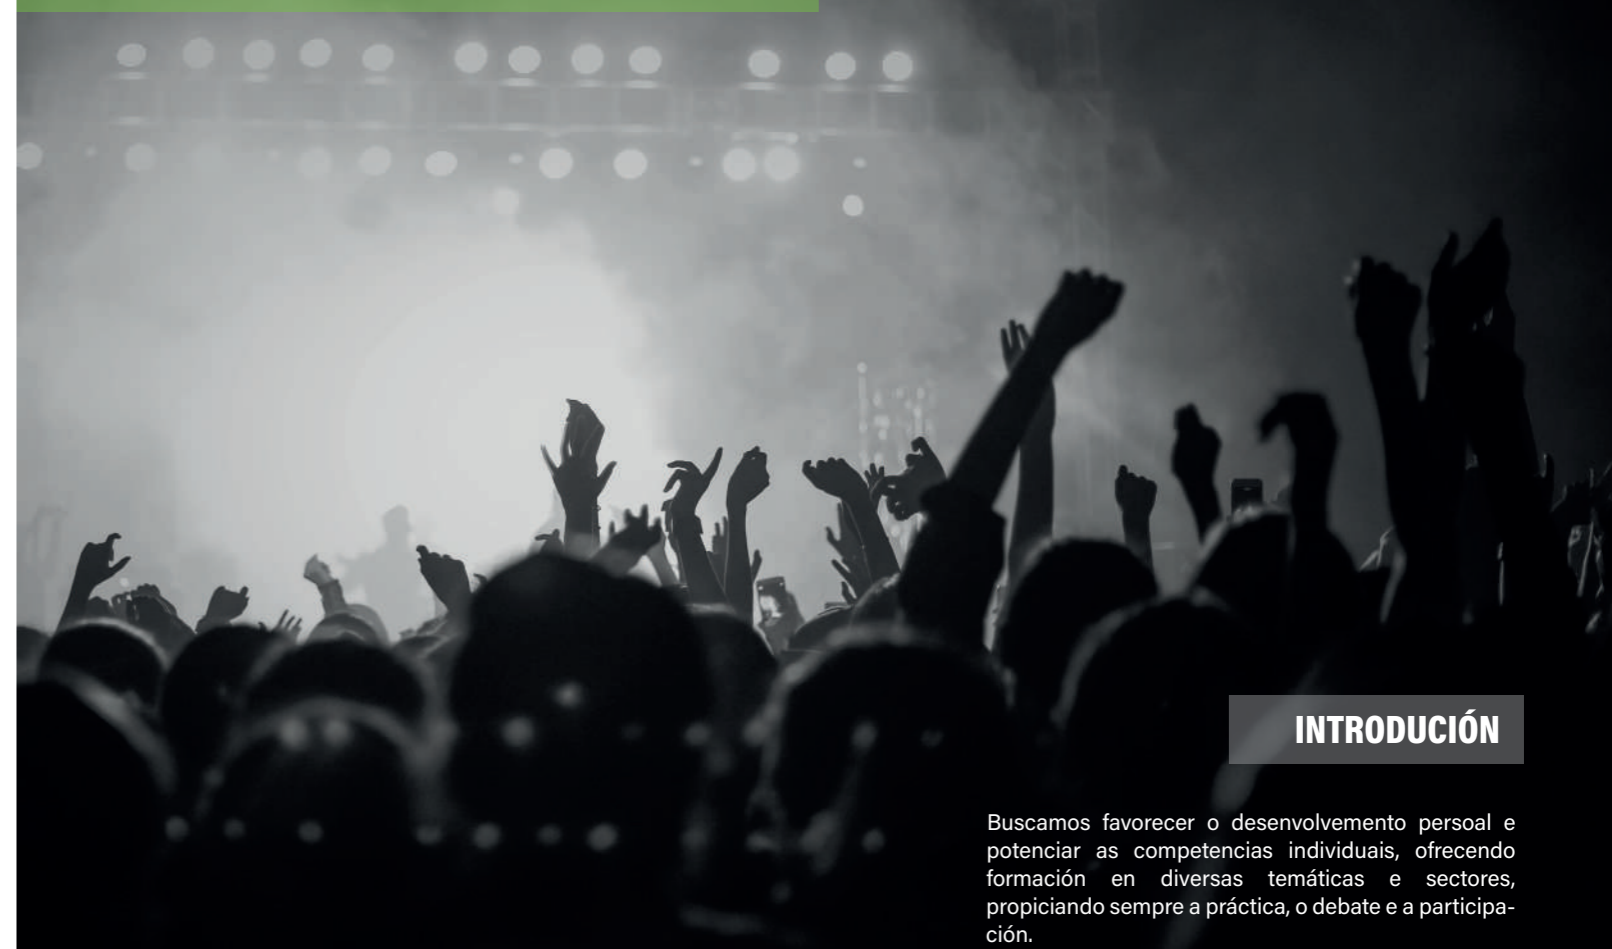 INTRODUCIÓN
Buscamos favorecer o desenvolvemento persoal e
potenciar as competencias individuais, ofrecendo
formación en diversas temáticas e sectores,
propiciando sempre a práctica, o debate e a participa-
ción.